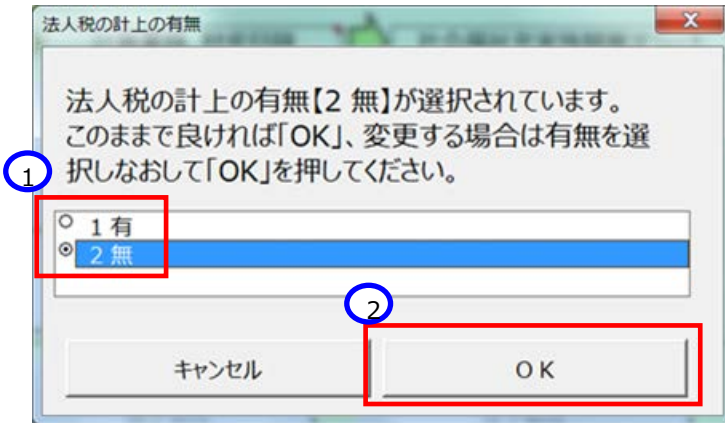 法人税の計上の有無
法人税の計上の有無【2 無】が選択されています。
このままで良ければ「OK」、変更する場合は有無を選
択しなおして「OK」を押してください。
1
1 有
2 無
2
キャンセル
OK